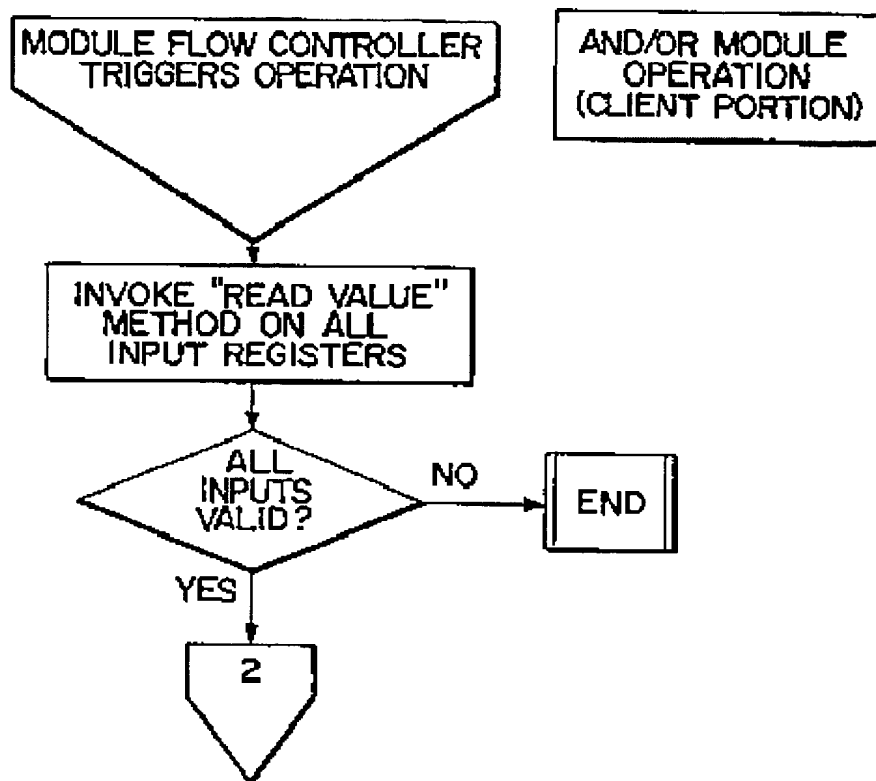 MODULE FLOW CONTROLLER
TRIGGERS OPERATION
AND/OR MODULE
OPERATION
(CLIENT PORTION)
INVOKE "READ VALUE"
METHOD ON ALL
INPUT REGISTERS
ALL
INPUTS
VALID?
NO
END
YES
2